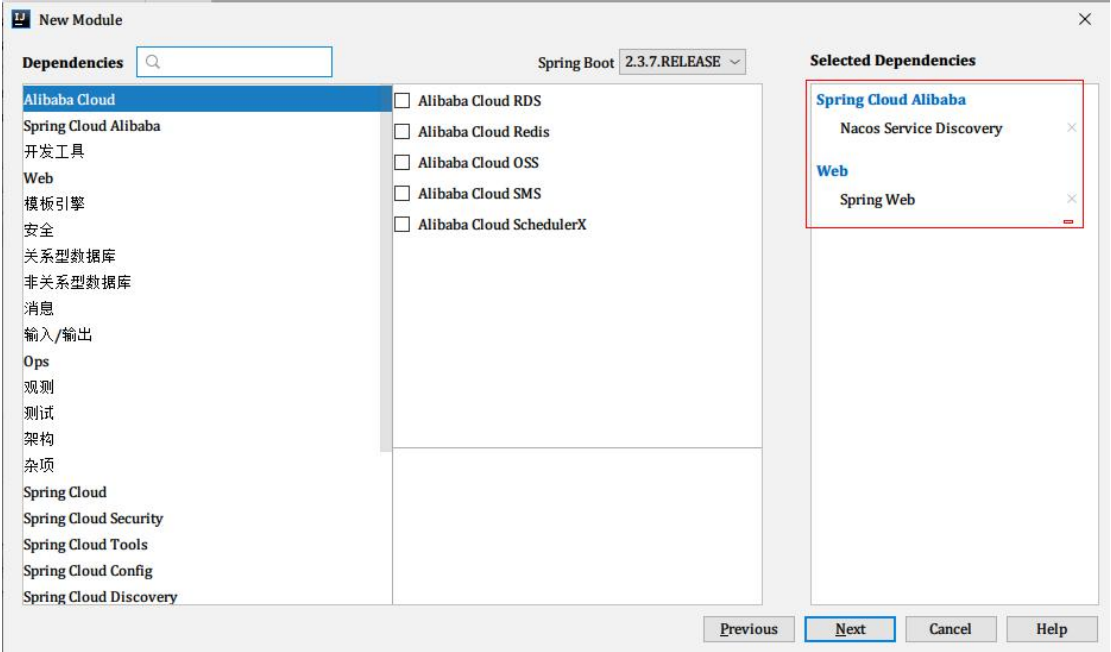 New Module
Dependencies
Spring Boot 2.3.7.RELEASE
Selected Dependencies
Alibaba Cloud
Spring Cloud Alibaba
开发工具
Web
模板引擎
安全
关系型数据库
非关系型数据库
消息
输入/输出
Ops
观测
测试
架构
杂项
Spring Cloud
Spring Cloud Security
Spring Cloud Tools
Spring Cloud Config
Spring Cloud Discovery
Alibaba Cloud RDS
Alibaba Cloud Redis
Alibaba Cloud OSS
Alibaba Cloud SMS
Alibaba Cloud SchedulerX
Spring Cloud Alibaba
Nacos Service Discovery
Web
Spring Web
Previous
Next
Cancel
Help